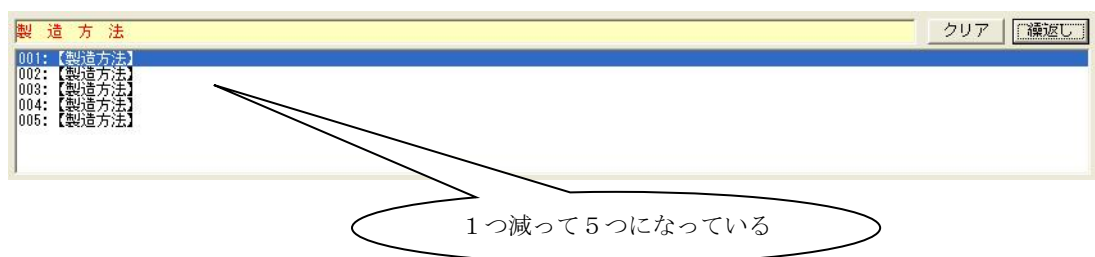 製 造 方 法
クリア
繰返し
001:【製造方法】
002:【製造方法】
003:【製造方法】
004:【製造方法】
005:【製造方法】
１つ減って５つになっている